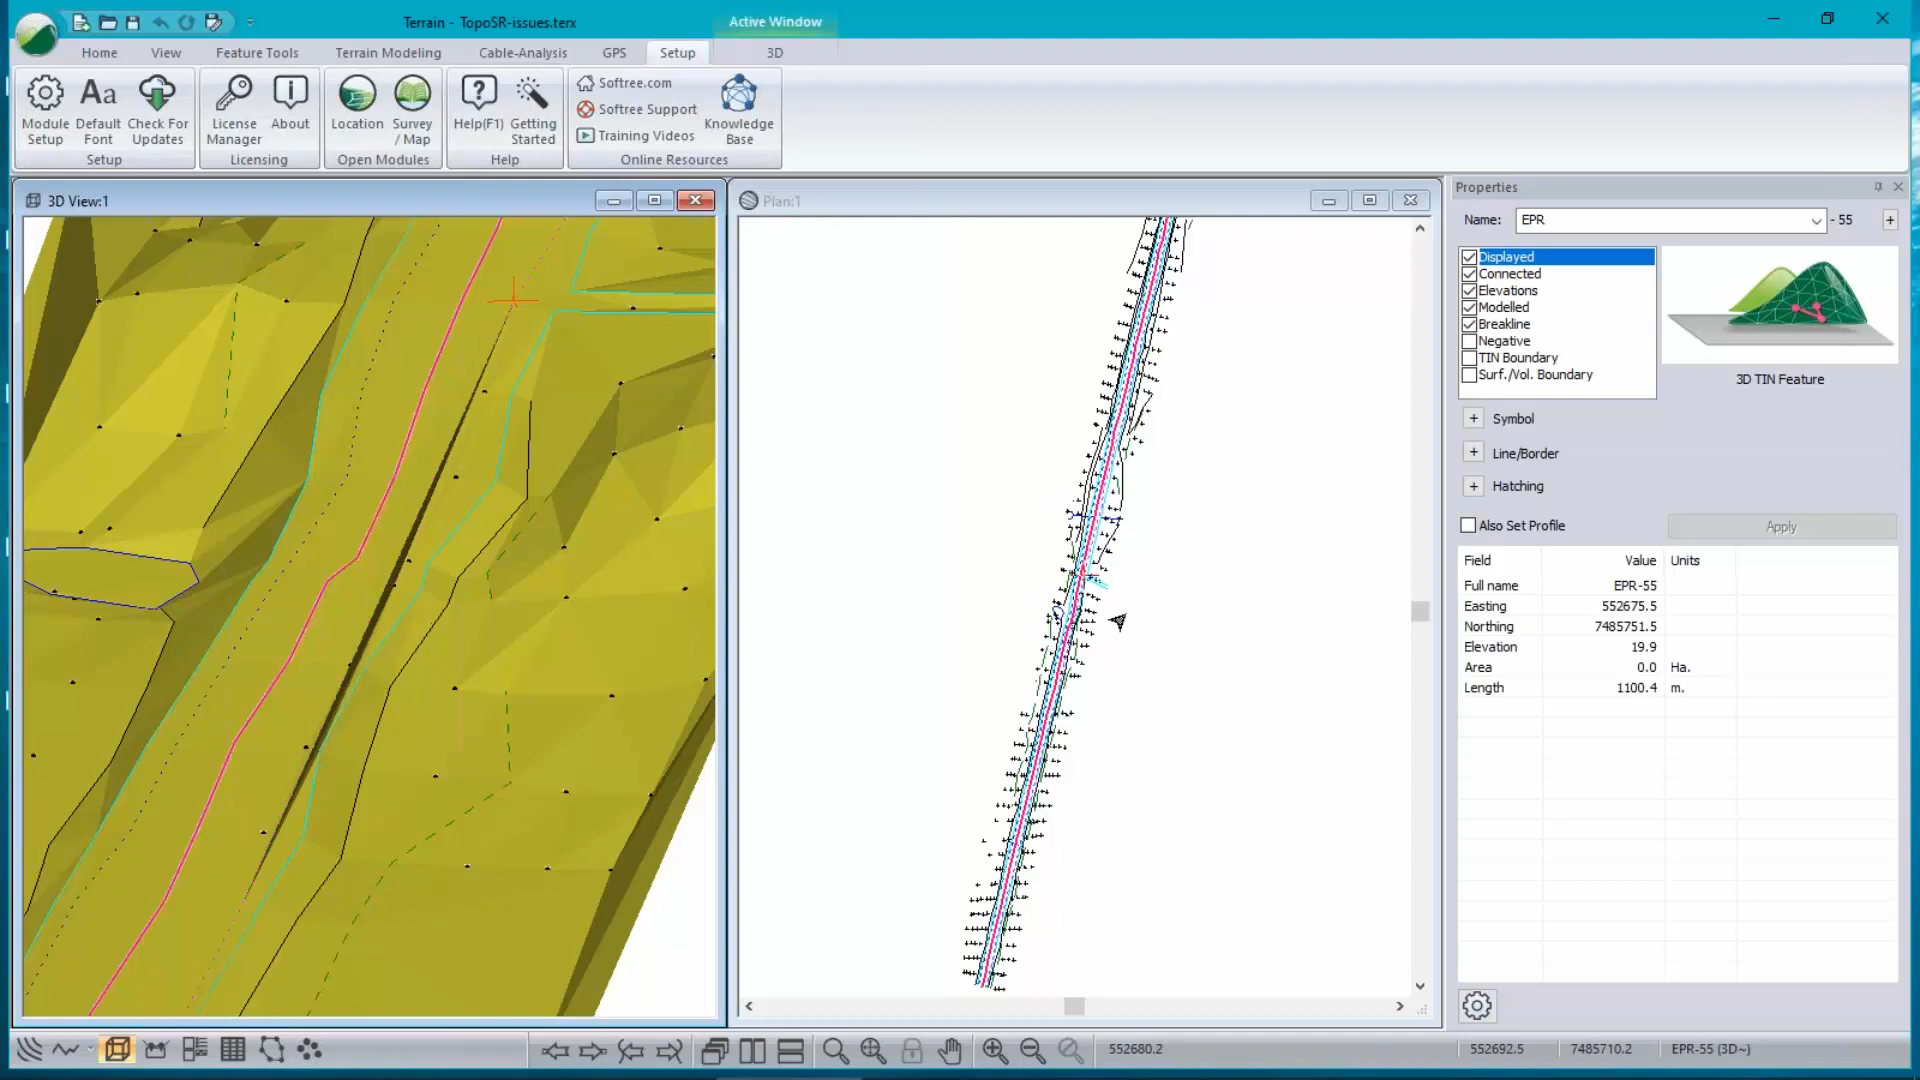 Terrain - TopoSR-issues.terx
Active Window
Home View Feature Tools Terrain Modeling Cable-Analysis GPS Setup 3D
Module Setup
Default Font
Check For Updates
Setup
License Manager
About
Licensing
Location
Survey / Map
Open Modules
Help(F1)
Getting Started
Help
Softree.com
Softree Support
Training Videos
Knowledge Base
Online Resources
3D View:1
Plan:1
Properties
Name: EPR - 55 +
Displayed
Connected
Elevations
Modelled
Breakline
Negative
TIN Boundary
Surf./Vol. Boundary
3D TIN Feature
+ Symbol
+ Line/Border
+ Hatching
Also Set Profile
Apply
Field Value Units
Full name EPR-55
Easting 552675.5
Northing 7485751.5
Elevation 19.9
Area 0.0 Ha.
Length 1100.4 m.
552680.2
552692.5 7485710.2 EPR-55 (3D~)